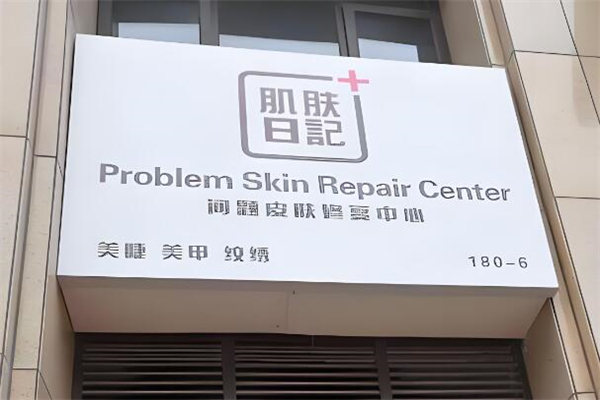 肌肤
日記
Problem Skin Repair Center
问题皮肤修复中心
美睫 美甲 纹绣
180-6